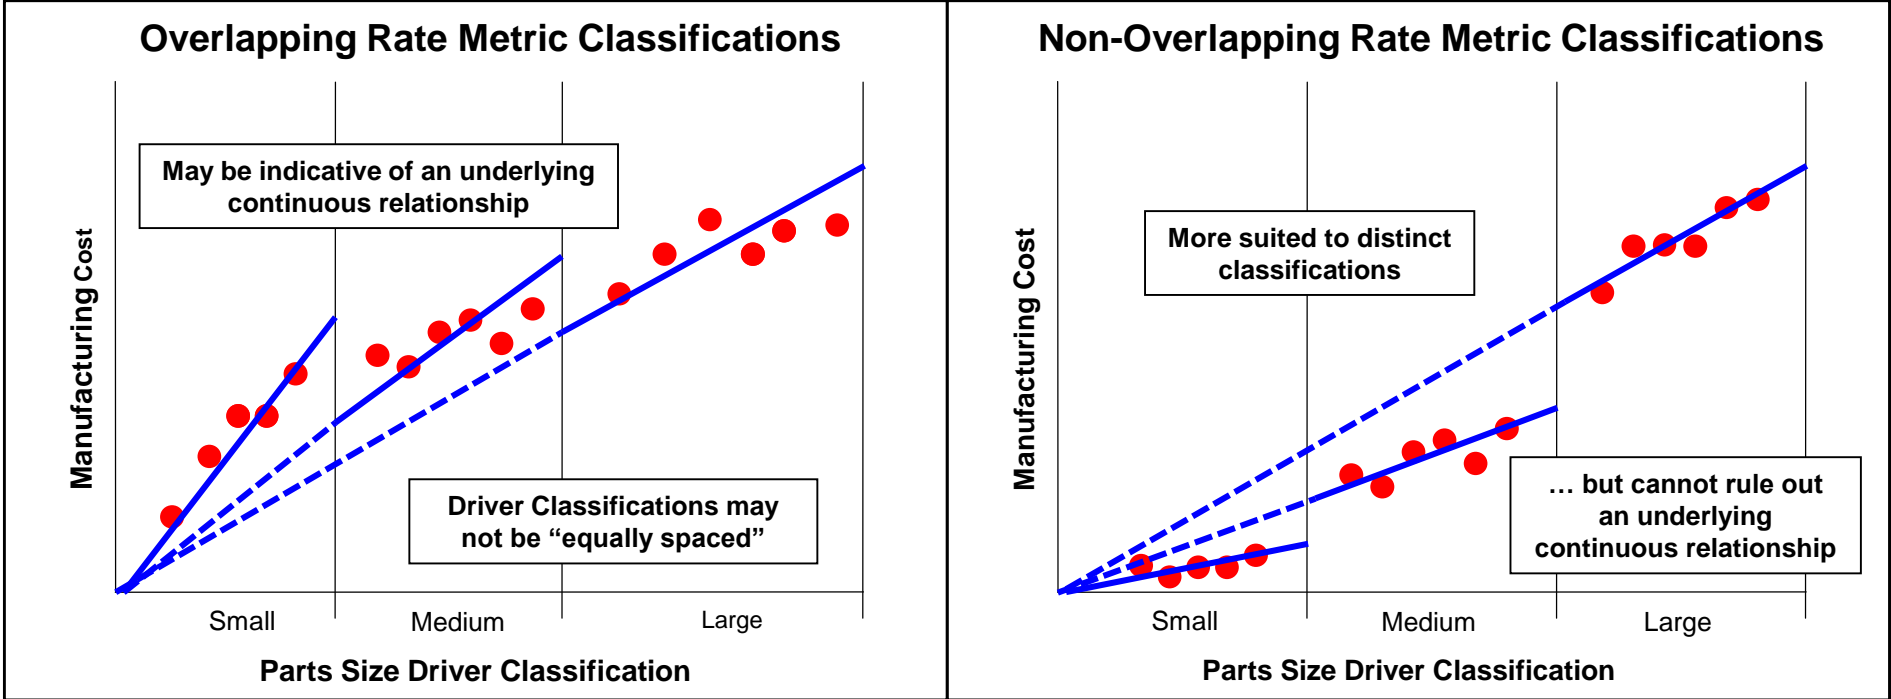 Overlapping Rate Metric Classifications
May be indicative of an underlying
continuous relationship
Manufacturing Cost
Driver Classifications may
not be “equally spaced”
Small
Medium
Large
Parts Size Driver Classification
Non-Overlapping Rate Metric Classifications
More suited to distinct
classifications
Manufacturing Cost
… but cannot rule out
an underlying
continuous relationship
Small
Medium
Large
Parts Size Driver Classification